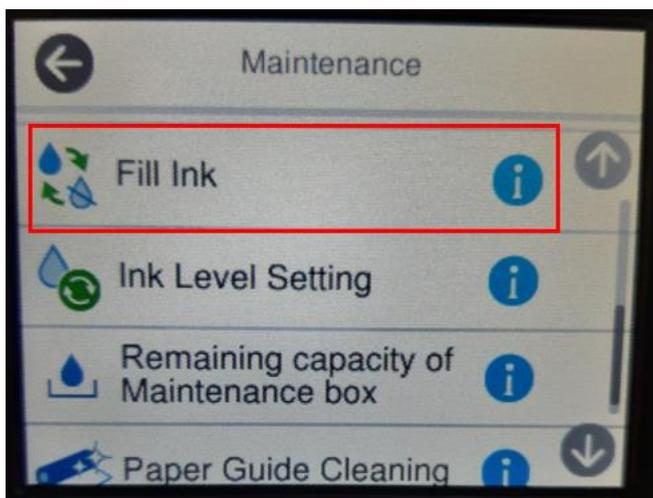 Maintenance
Fill Ink
Ink Level Setting
Remaining capacity of
Maintenance box
Paper Guide Cleaning